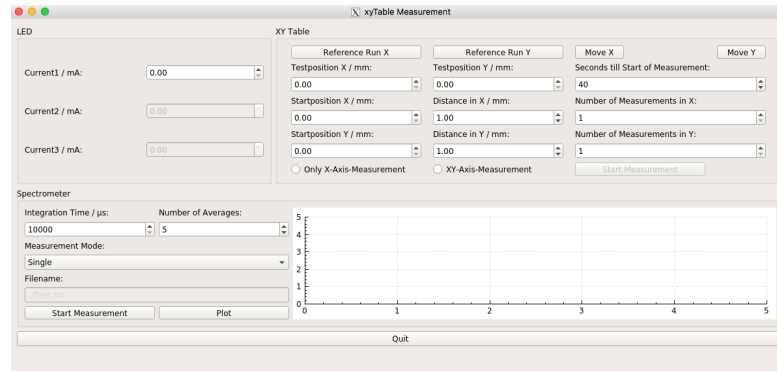 xyTable Measurement
LED
Current1 / mA: 0.00
Current2 / mA: 0.00
Current3 / mA: 0.00
XY Table
Reference Run X Reference Run Y Move X Move Y
Testposition X / mm: Testposition Y / mm: Seconds till Start of Measurement:
0.00 0.00 40
Startposition X / mm: Distance in X / mm: Number of Measurements in X:
0.00 1.00 1
Startposition Y / mm: Distance in Y / mm: Number of Measurements in Y:
0.00 1.00 1
Only X-Axis-Measurement XY-Axis-Measurement Start Measurement
Spectrometer
Integration Time / µs: Number of Averages:
10000 5
Measurement Mode:
Single
Filename:
./Test.txt
Start Measurement Plot
5
4
3
2
1
0
0 1 2 3 4 5
Quit